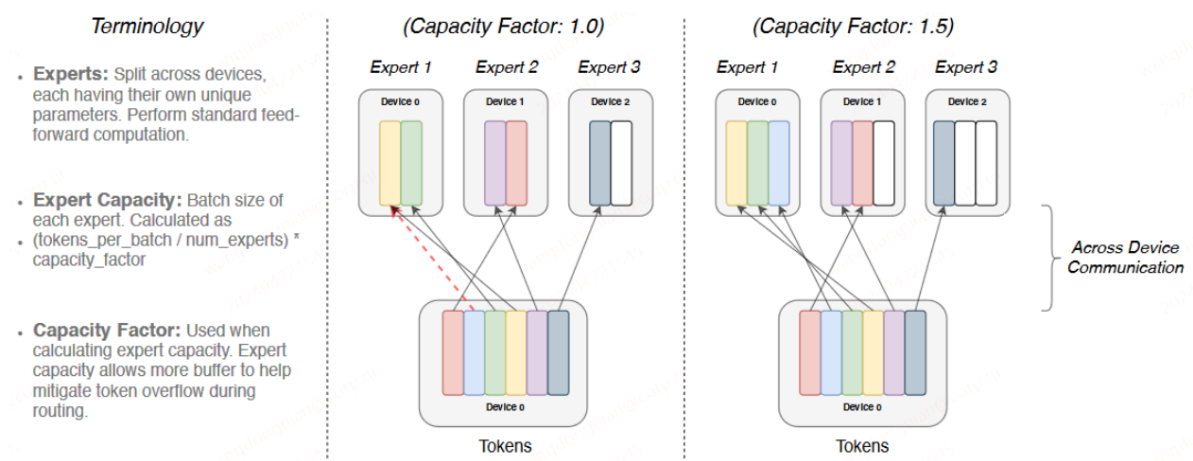 Terminology
• Experts: Split across devices,
each having their own unique
parameters. Perform standard feed-
forward computation.
• Expert Capacity: Batch size of
each expert. Calculated as
• (tokens_per_batch / num_experts) *
capacity_factor
• Capacity Factor: Used when
calculating expert capacity. Expert
capacity allows more buffer to help
mitigate token overflow during
routing.
(Capacity Factor: 1.0)
Expert 1 Expert 2 Expert 3
Device 0 Device 1 Device 2
Device 0
Tokens
(Capacity Factor: 1.5)
Expert 1 Expert 2 Expert 3
Device 0 Device 1 Device 2
Device 0
Tokens
Across Device
Communication